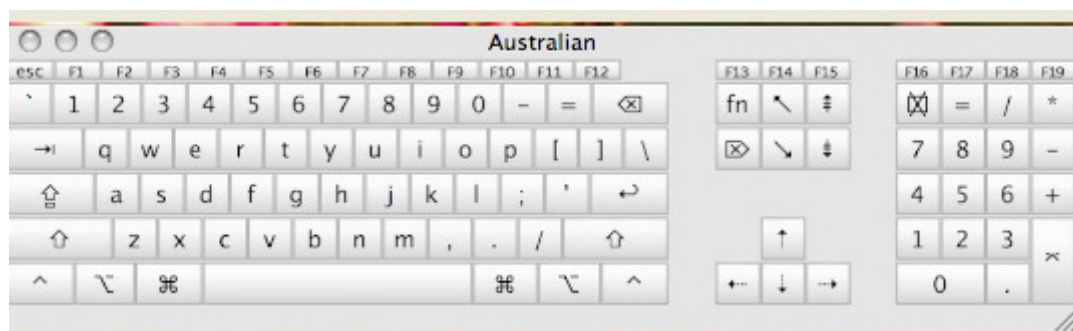 Australian
esc F1 F2 F3 F4 F5 F6 F7 F8 F9 F10 F11 F12 F13 F14 F15 F16 F17 F18 F19
` 1 2 3 4 5 6 7 8 9 0 - = ⌫ fn ↖ ⇞ ⌧ = / *
⇥ q w e r t y u i o p [ ] \ ⌦ ↘ ⇟ 7 8 9 -
⇪ a s d f g h j k l ; ' ↩ 4 5 6 +
⇧ z x c v b n m , . / ⇧ ↑ 1 2 3 ⌤
^ ⌥ ⌘ ⌘ ⌥ ^ ⇠ ⇣ ⇢ 0 .